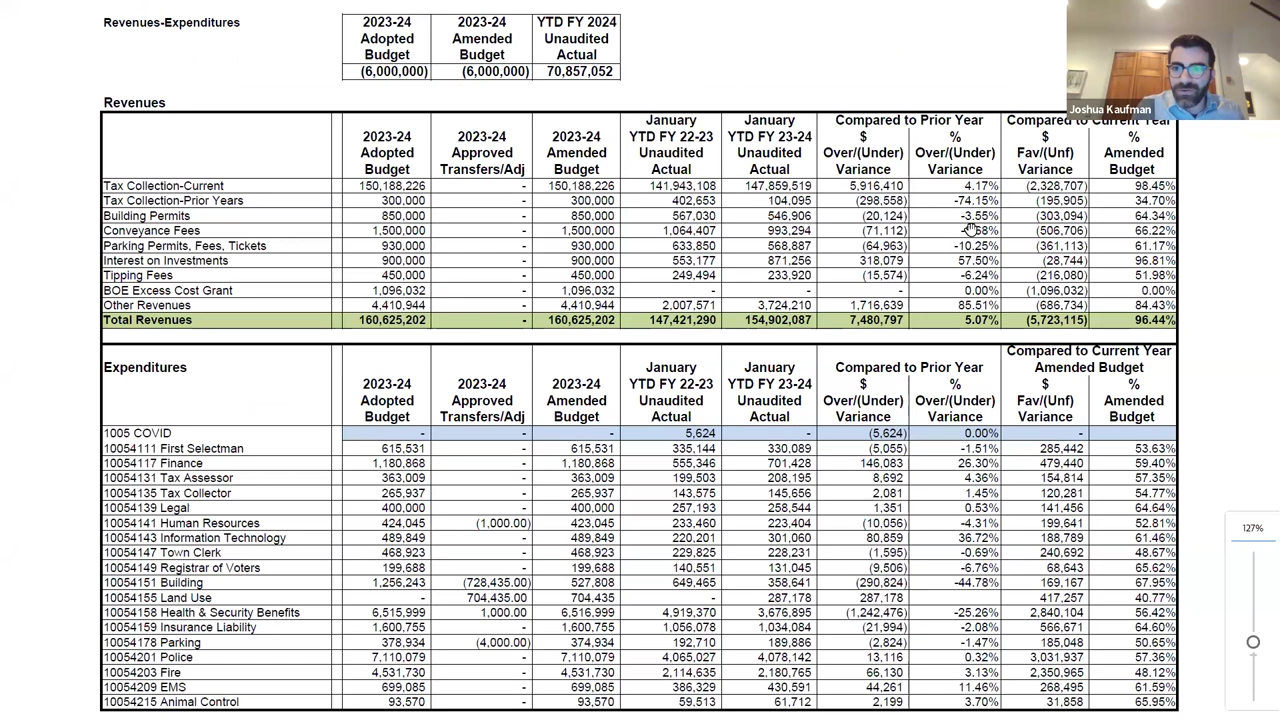 Revenues-Expenditures
2023-24 2023-24 YTD FY 2024
Adopted Amended Unaudited
Budget Budget Actual
(6,000,000) (6,000,000) 70,857,052
Joshua Kaufman
Revenues
January January Compared to Prior Year Compared to Current Year
2023-24 2023-24 2023-24 YTD FY 22-23 YTD FY 23-24 $ % $ %
Adopted Approved Amended Unaudited Unaudited Over/(Under) Over/(Under) Fav/(Unf) Amended
Budget Transfers/Adj Budget Actual Actual Variance Variance Variance Budget
Tax Collection-Current 150,188,226 - 150,188,226 141,943,108 147,859,519 5,916,410 4.17% (2,328,707) 98.45%
Tax Collection-Prior Years 300,000 - 300,000 402,653 104,095 (298,558) -74.15% (195,905) 34.70%
Building Permits 850,000 - 850,000 567,030 546,906 (20,124) -3.55% (303,094) 64.34%
Conveyance Fees 1,500,000 - 1,500,000 1,064,407 993,294 (71,112) (506,706) 66.22%
Parking Permits, Fees, Tickets 930,000 - 930,000 633,850 568,887 (64,963) -10.25% (361,113) 61.17%
Interest on Investments 900,000 - 900,000 553,177 871,256 318,079 57.50% (28,744) 96.81%
Tipping Fees 450,000 - 450,000 249,494 233,920 (15,574) -6.24% (216,080) 51.98%
BOE Excess Cost Grant 1,096,032 - 1,096,032 - - - 0.00% (1,096,032) 0.00%
Other Revenues 4,410,944 - 4,410,944 2,007,571 3,724,210 1,716,639 85.51% (686,734) 84.43%
Total Revenues 160,625,202 - 160,625,202 147,421,290 154,902,087 7,480,797 5.07% (5,723,115) 96.44%
Compared to Current Year
Expenditures January January Compared to Prior Year Amended Budget
2023-24 2023-24 2023-24 YTD FY 22-23 YTD FY 23-24 $ % $ %
Adopted Approved Amended Unaudited Unaudited Over/(Under) Over/(Under) Fav/(Unf) Amended
Budget Transfers/Adj Budget Actual Actual Variance Variance Variance Budget
1005 COVID - - - 5,624 - (5,624) 0.00% -
10054111 First Selectman 615,531 - 615,531 335,144 330,089 (5,055) -1.51% 285,442 53.63%
10054117 Finance 1,180,868 - 1,180,868 555,346 701,428 146,083 26.30% 479,440 59.40%
10054131 Tax Assessor 363,009 - 363,009 199,503 208,195 8,692 4.36% 154,814 57.35%
10054135 Tax Collector 265,937 - 265,937 143,575 145,656 2,081 1.45% 120,281 54.77%
10054139 Legal 400,000 - 400,000 257,193 258,544 1,351 0.53% 141,456 64.64%
10054141 Human Resources 424,045 (1,000.00) 423,045 233,460 223,404 (10,056) -4.31% 199,641 52.81%
10054143 Information Technology 489,849 - 489,849 220,201 301,060 80,859 36.72% 188,789 61.46%
10054147 Town Clerk 468,923 - 468,923 229,825 228,231 (1,595) -0.69% 240,692 48.67%
10054149 Registrar of Voters 199,688 - 199,688 140,551 131,045 (9,506) -6.76% 68,643 65.62%
10054151 Building 1,256,243 (728,435.00) 527,808 649,465 358,641 (290,824) -44.78% 169,167 67.95%
10054155 Land Use - 704,435.00 704,435 - 287,178 287,178 417,257 40.77%
10054158 Health & Security Benefits 6,515,999 1,000.00 6,516,999 4,919,370 3,676,895 (1,242,476) -25.26% 2,840,104 56.42%
10054159 Insurance Liability 1,600,755 - 1,600,755 1,056,078 1,034,084 (21,994) -2.08% 566,671 64.60%
10054178 Parking 378,934 (4,000.00) 374,934 192,710 189,886 (2,824) -1.47% 185,048 50.65%
10054201 Police 7,110,079 - 7,110,079 4,065,027 4,078,142 13,116 0.32% 3,031,937 57.36%
10054203 Fire 4,531,730 - 4,531,730 2,114,635 2,180,765 66,130 3.13% 2,350,965 48.12%
10054209 EMS 699,085 - 699,085 386,329 430,591 44,261 11.46% 268,495 61.59%
10054215 Animal Control 93,570 - 93,570 59,513 61,712 2,199 3.70% 31,858 65.95%
127%